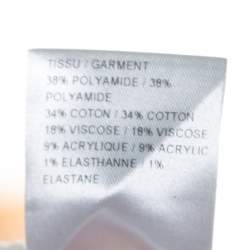 TISSU / GARMENT
38% POLYAMIDE / 38%
POLYAMIDE
34% COTON / 34% COTTON
18% VISCOSE / 18% VISCOSE
9% ACRYLIQUE / 9% ACRYLIC
1% ELASTHANNE / 1%
ELASTANE